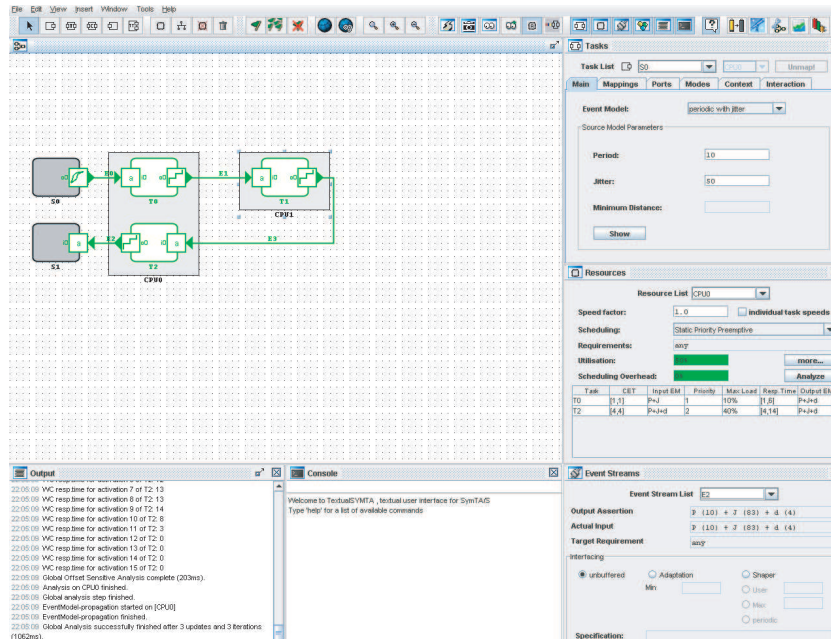 File Edit View Insert Window Tools Help
Tasks
Task List S0 CPU0 Unmap!
Main Mappings Ports Modes Context Interaction
Event Model: periodic with jitter
Source Model Parameters
Period: 10
Jitter: 50
Minimum Distance:
Show
S0
E0
T0
E1
T1
CPU1
S1
E2
T2
E3
CPU0
Resources
Resource List CPU0
Speed factor: 1.0 individual task speeds
Scheduling: Static Priority Preemptive
Requirements: any
Utilisation: more...
Scheduling Overhead: Analyze
Task CET Input EM Priority Max Load Resp.Time Output EM
T0 [1,1] P+J 1 10% [1,6] P+J+d
T2 [4,4] P+J+d 2 40% [4,14] P+J+d
Output
22:05:09 WC resp.time for activation 7 of T2: 13
22:05:09 WC resp.time for activation 8 of T2: 13
22:05:09 WC resp.time for activation 9 of T2: 14
22:05:09 WC resp.time for activation 10 of T2: 8
22:05:09 WC resp.time for activation 11 of T2: 3
22:05:09 WC resp.time for activation 12 of T2: 0
22:05:09 WC resp.time for activation 13 of T2: 0
22:05:09 WC resp.time for activation 14 of T2: 0
22:05:09 WC resp.time for activation 15 of T2: 0
22:05:09 Global Offset Sensitive Analysis complete (203ms).
22:05:09 Analysis on CPU0 finished.
22:05:09 Global analysis step finished.
22:05:09 EventModel-propagation started on [CPU0]
22:05:09 EventModel-propagation finished.
22:05:09 Global Analysis successfully finished after 3 updates and 3 iterations
(1062ms).
Console
Welcome to TextualSYMTA , textual user interface for SymTA/S
Type 'help' for a list of available commands
Event Streams
Event Stream List E2
Output Assertion P (10) + J (83) + d (4)
Actual Input P (10) + J (83) + d (4)
Target Requirement any
Interfacing
unbuffered Adaptation Shaper
Min User
Max
periodic
Specification: